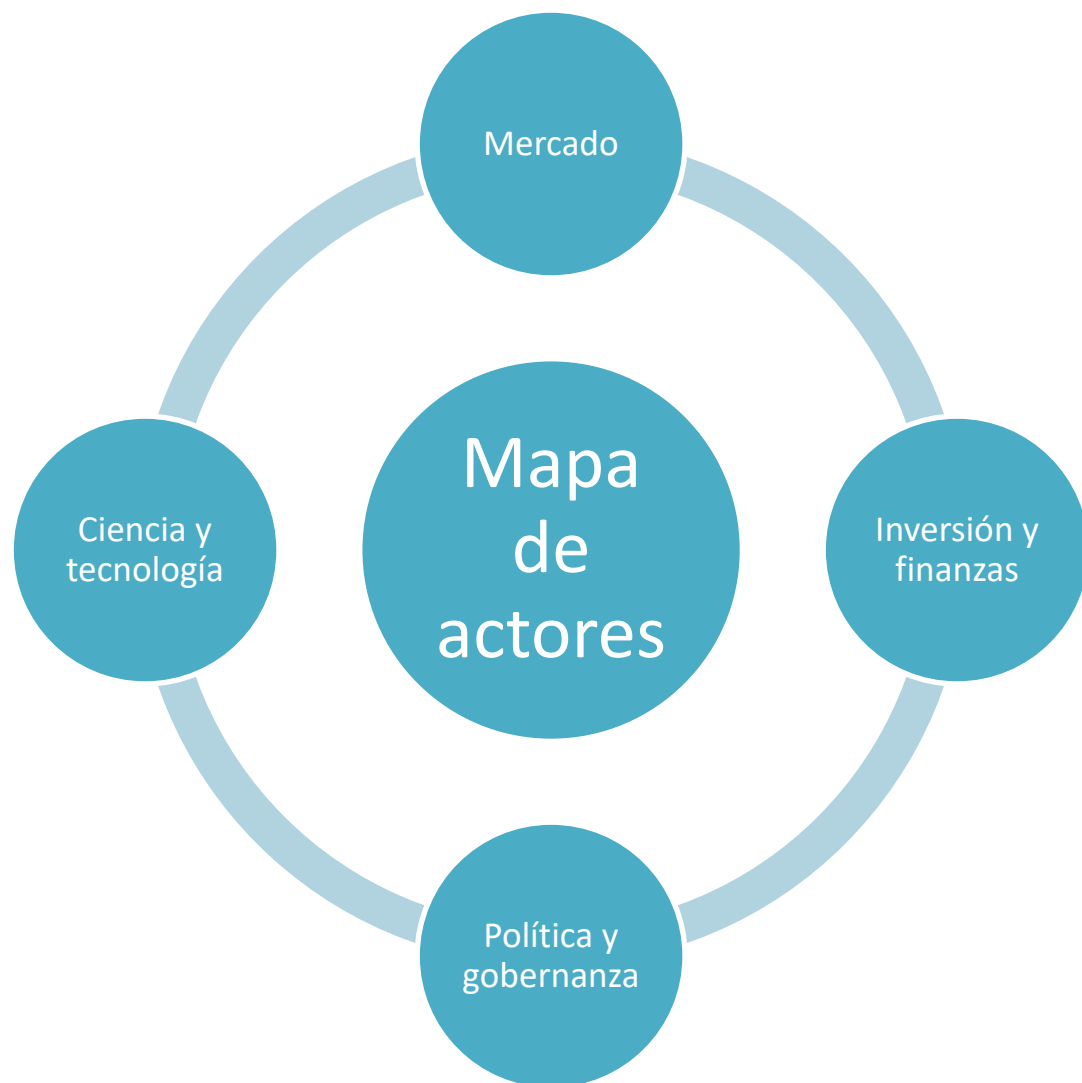 Mercado
Ciencia y
tecnología
Mapa
de
actores
Inversión y
finanzas
Política y
gobernanza